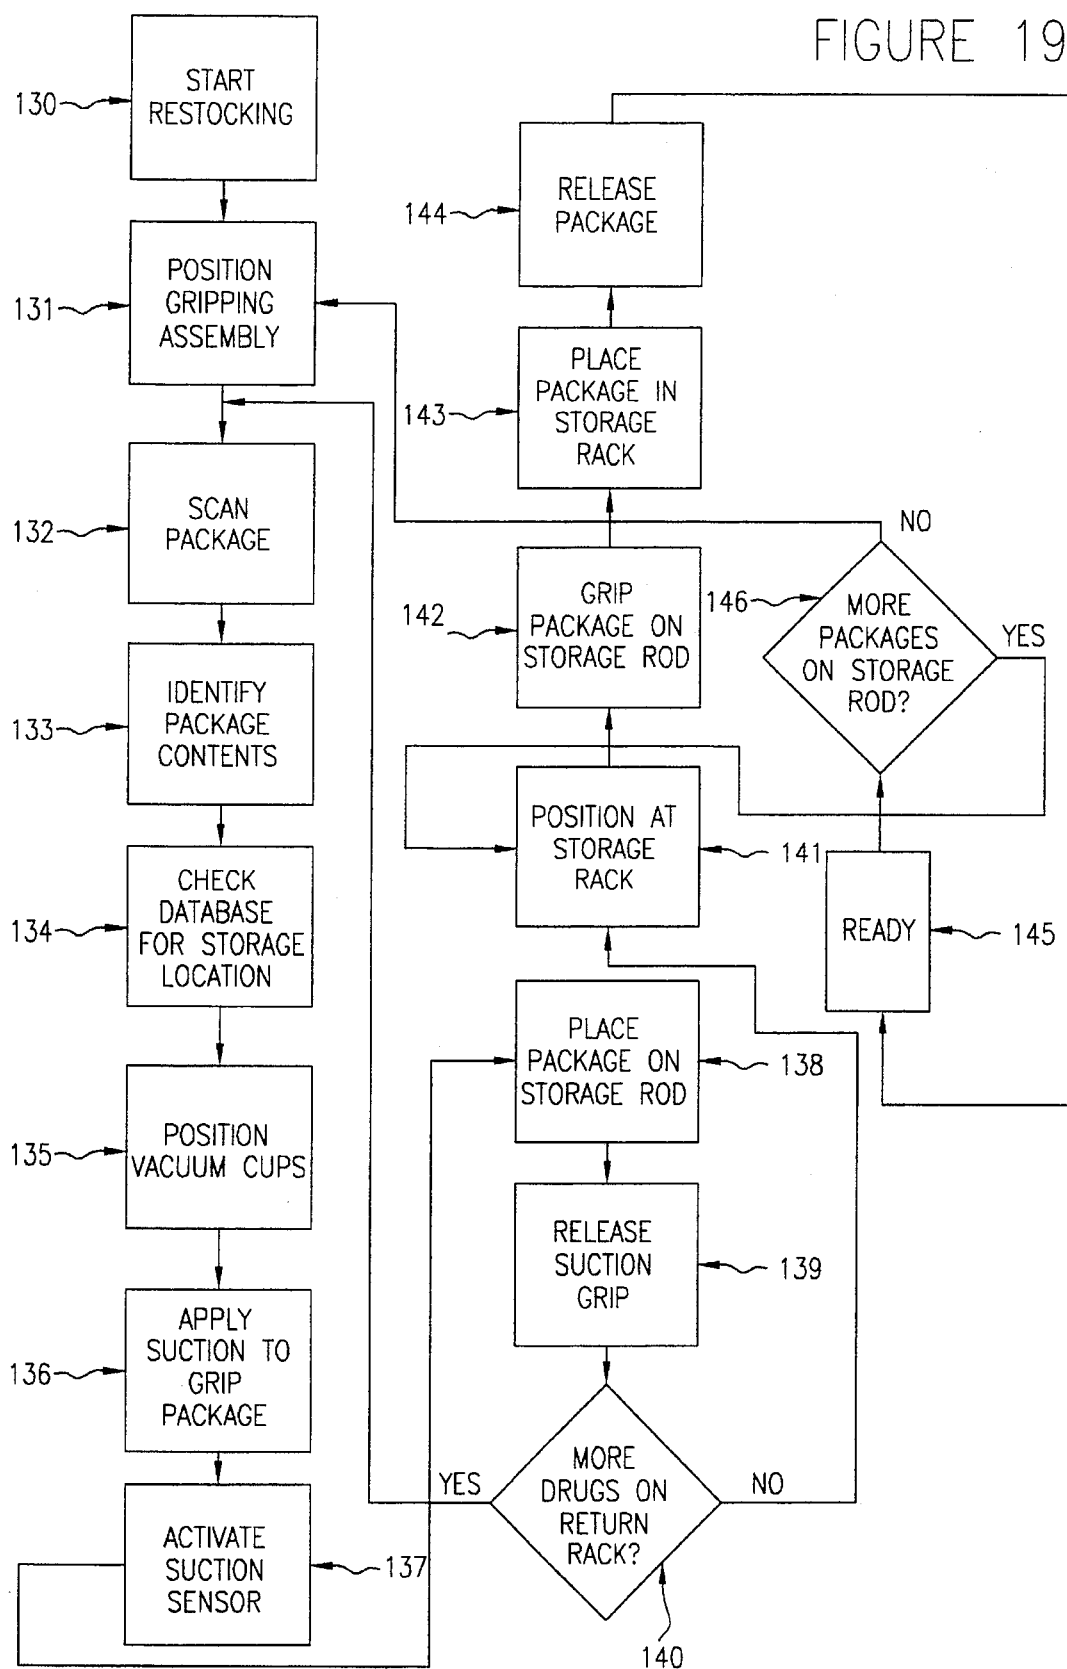 FIGURE 19
130
START
RESTOCKING
131
POSITION
GRIPPING
ASSEMBLY
132
SCAN
PACKAGE
133
IDENTIFY
PACKAGE
CONTENTS
134
CHECK
DATABASE
FOR STORAGE
LOCATION
135
POSITION
VACUUM CUPS
136
APPLY
SUCTION TO
GRIP
PACKAGE
137
ACTIVATE
SUCTION
SENSOR
138
PLACE
PACKAGE ON
STORAGE ROD
139
RELEASE
SUCTION
GRIP
140
MORE
DRUGS ON
RETURN
RACK?
YES
NO
141
POSITION AT
STORAGE
RACK
142
GRIP
PACKAGE ON
STORAGE ROD
143
PLACE
PACKAGE IN
STORAGE
RACK
144
RELEASE
PACKAGE
145
READY
146
MORE
PACKAGES
ON STORAGE
ROD?
NO
YES